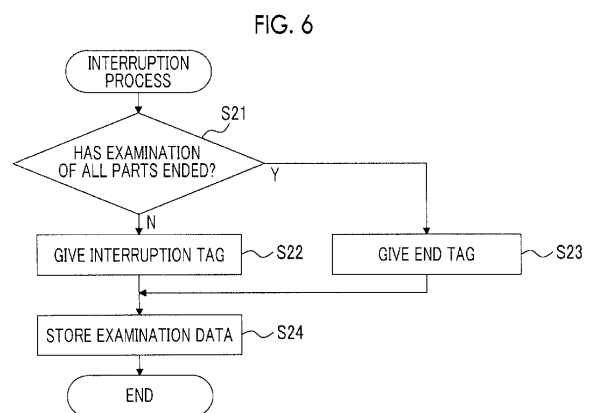 FIG. 6
INTERRUPTION
PROCESS
S21
HAS EXAMINATION
OF ALL PARTS ENDED?
Y
N
GIVE INTERRUPTION TAG
S22
GIVE END TAG
S23
STORE EXAMINATION DATA
S24
END